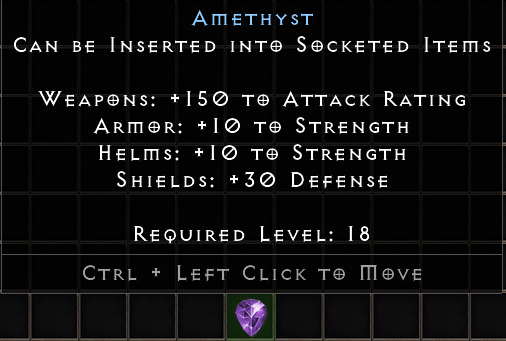 Amethyst
Can be Inserted into Socketed Items
Weapons: +150 to Attack Rating
Armor: +10 to Strength
Helms: +10 to Strength
Shields: +30 Defense
Required Level: 18
Ctrl + Left Click to Move